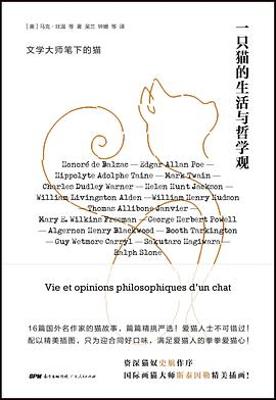 [美] 马克·吐温 等 著 吴兰 钟姗 等 译
文学大师笔下的猫
一只猫的生活与哲学观
Honoré de Balzac — Edgar Allan Poe —
Hippolyte Adolphe Taine — Mark Twain —
Charles Dudley Warner — Helen Hunt Jackson —
William Livingston Alden — William Henry Hudson
Thomas Allibone Janvier —
Mary E. Wilkins Freeman — George Herbert Powell
— Algernon Henry Blackwood — Booth Tarkington
— Guy Wetmore Carryl — Sakutaro Hagiwara —
Ralph Slone
Vie et opinions philosophiques d'un chat
16篇国外名作家的猫故事，篇篇精挑严选！爱猫人士不可错过！
配以精美插图，只为迎合同好口味，满足爱猫人的拳拳爱猫心！
资深猫奴史航作序
国际画猫大师斯泰因勒精美插画！